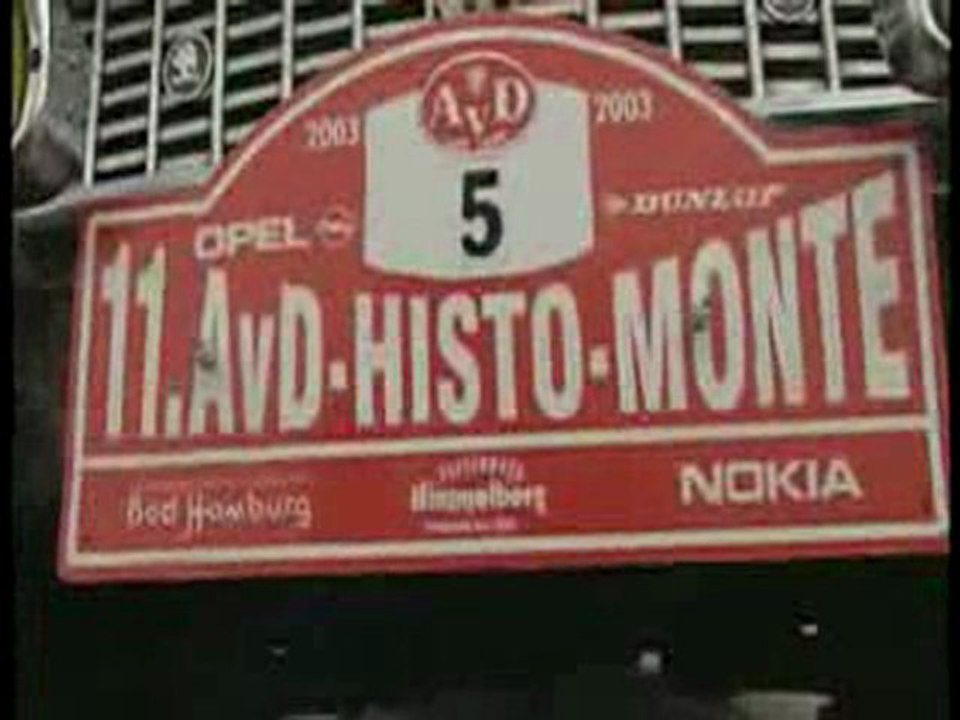 AvD
2003 2003
5
OPEL DUNLOP
11.AvD-HISTO-MONTE
Bad Homburg NOKIA